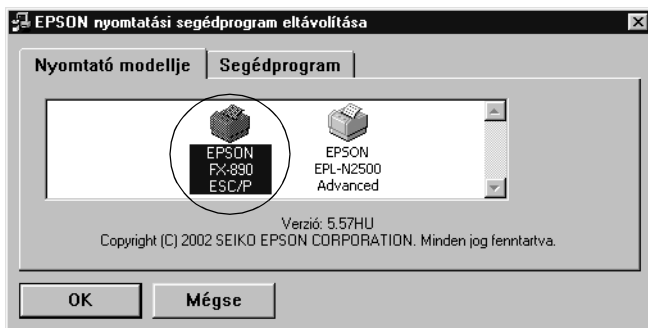 EPSON nyomtatási segédprogram eltávolítása
Nyomtató modellje
Segédprogram
EPSON
FX-890
ESC/P
EPSON
EPL-N2500
Advanced
Verzió: 5.57HU
Copyright (C) 2002 SEIKO EPSON CORPORATION. Minden jog fenntartva.
OK
Mégse